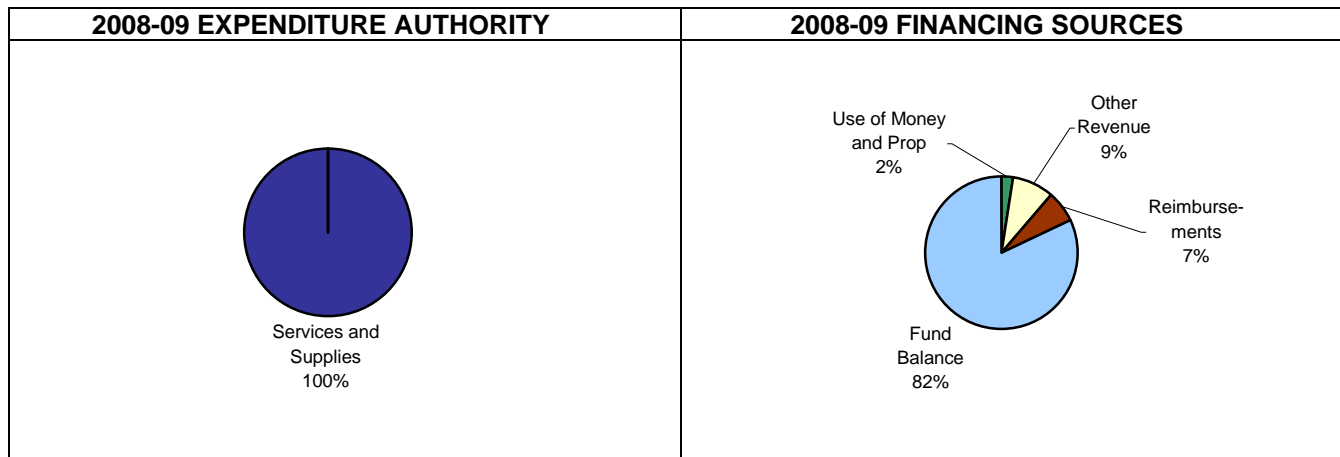 2008-09 EXPENDITURE AUTHORITY
Services and
Supplies
100%
2008-09 FINANCING SOURCES
Use of Money
and Prop
2%
Other
Revenue
9%
Reimburse-
ments
7%
Fund
Balance
82%